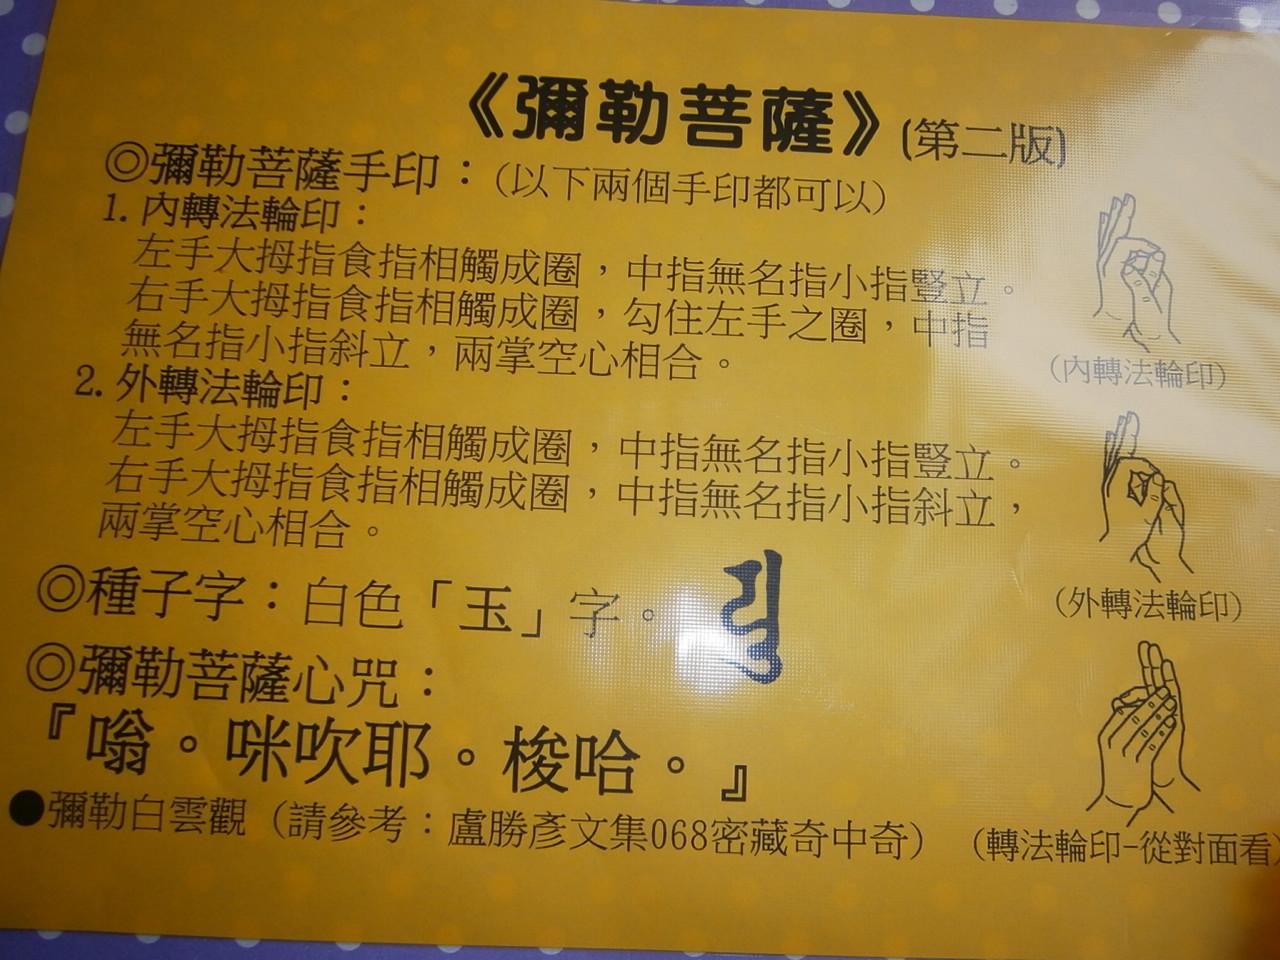 《彌勒菩薩》(第二版)
◎彌勒菩薩手印：(以下兩個手印都可以)
1. 內轉法輪印：
左手大拇指食指相觸成圈，中指無名指小指豎立。
右手大拇指食指相觸成圈，勾住左手之圈，中指
無名指小指斜立，兩掌空心相合。
(內轉法輪印)
2. 外轉法輪印：
左手大拇指食指相觸成圈，中指無名指小指豎立。
右手大拇指食指相觸成圈，中指無名指小指斜立，
兩掌空心相合。
(外轉法輪印)
◎種子字：白色「玉」字。
◎彌勒菩薩心咒：
『嗡。咪吹耶。梭哈。』
●彌勒白雲觀（請參考：盧勝彥文集068密藏奇中奇）
(轉法輪印-從對面看)